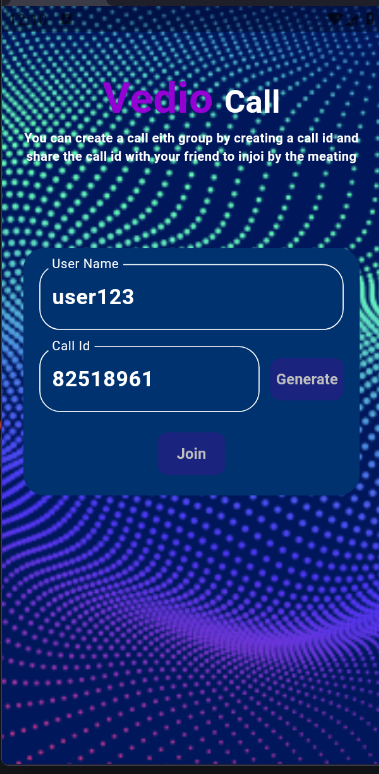 Vedio Call
You can create a call eith group by creating a call id and
share the call id with your friend to injoi by the meating
User Name
user123
Call Id
82518961
Generate
Join